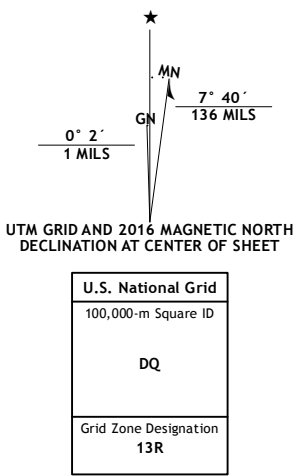 ★
MN
GN
7° 40´
136 MILS
0° 2´
1 MILS
UTM GRID AND 2016 MAGNETIC NORTH
DECLINATION AT CENTER OF SHEET
U.S. National Grid
100,000-m Square ID
DQ
Grid Zone Designation
13R